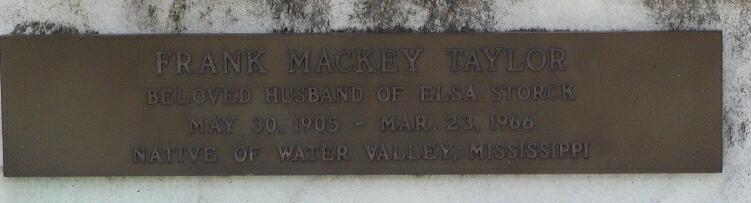 FRANK MACKEY TAYLOR
BELOVED HUSBAND OF ELSA STORCK
MAY 30, 1905 - MAR. 23, 1966
NATIVE OF WATER VALLEY, MISSISSIPPI